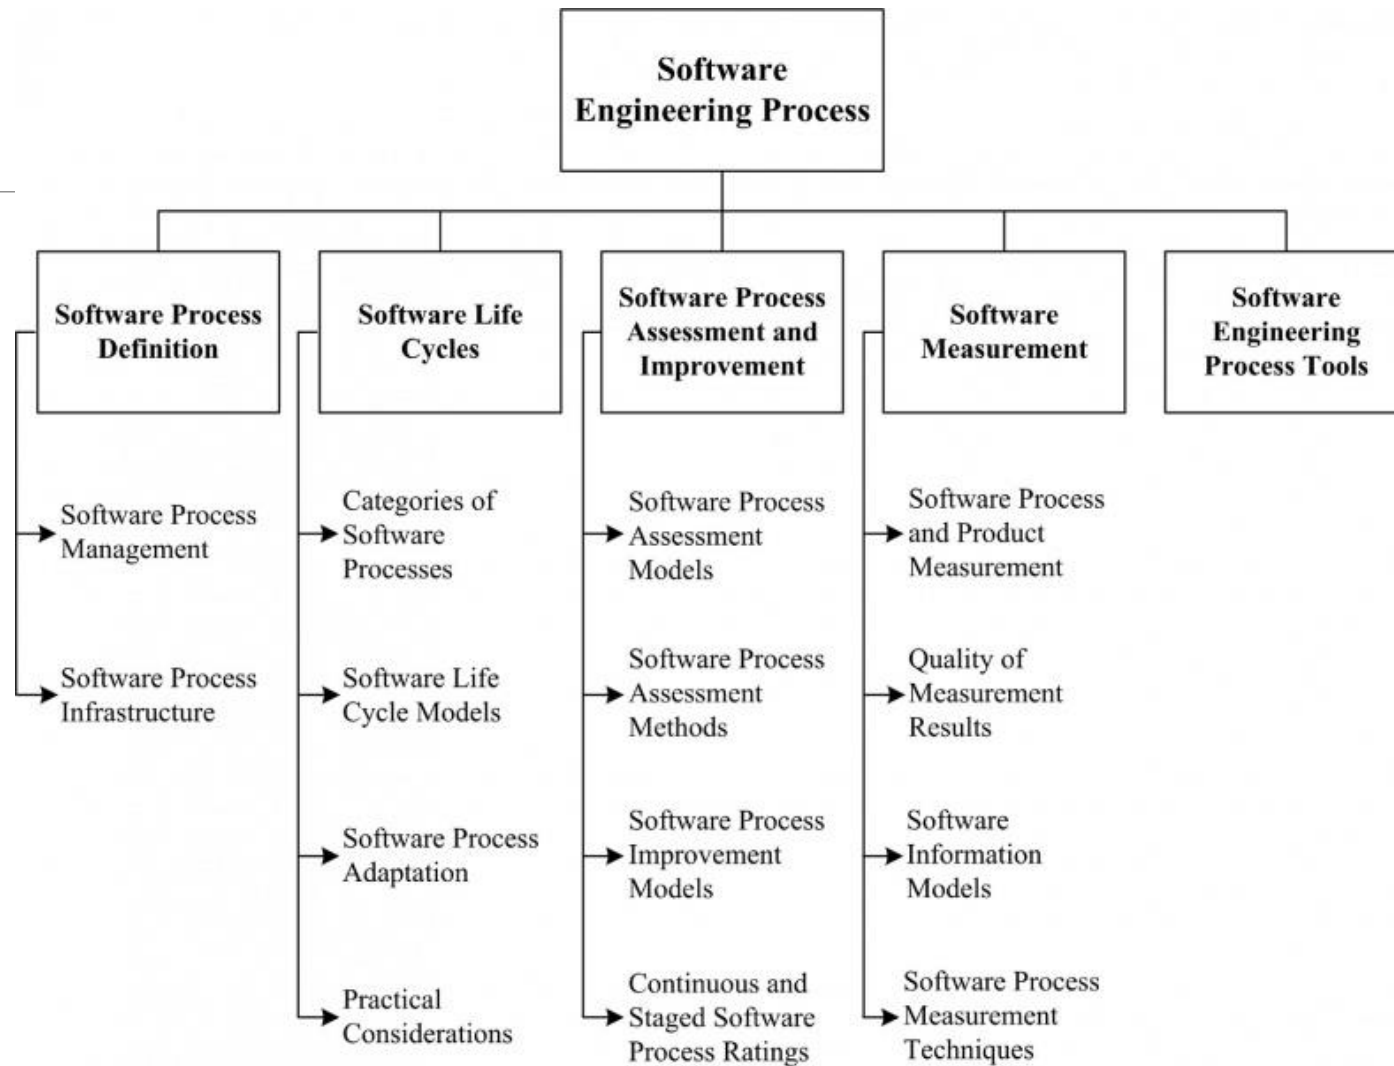 Software
Engineering Process
Software Process
Definition
Software Life
Cycles
Software Process
Assessment and
Improvement
Software
Measurement
Software
Engineering
Process Tools
Software Process
Management
Software Process
Infrastructure
Categories of
Software
Processes
Software Life
Cycle Models
Software Process
Adaptation
Practical
Considerations
Software Process
Assessment
Models
Software Process
Assessment
Methods
Software Process
Improvement
Models
Continuous and
Staged Software
Process Ratings
Software Process
and Product
Measurement
Quality of
Measurement
Results
Software
Information
Models
Software Process
Measurement
Techniques